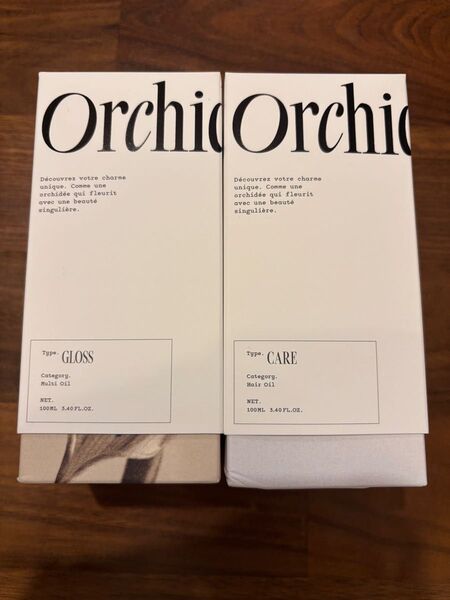 Orchid
Découvrez votre charme
unique. Comme une
orchidée qui fleurit
avec une beauté
singulière.
Type. GLOSS
Category.
Multi Oil
NET.
100ML 3.40FL.OZ.
Orchid
Découvrez votre charme
unique. Comme une
orchidée qui fleurit
avec une beauté
singulière.
Type. CARE
Category.
Hair Oil
NET.
100ML 3.40FL.OZ.